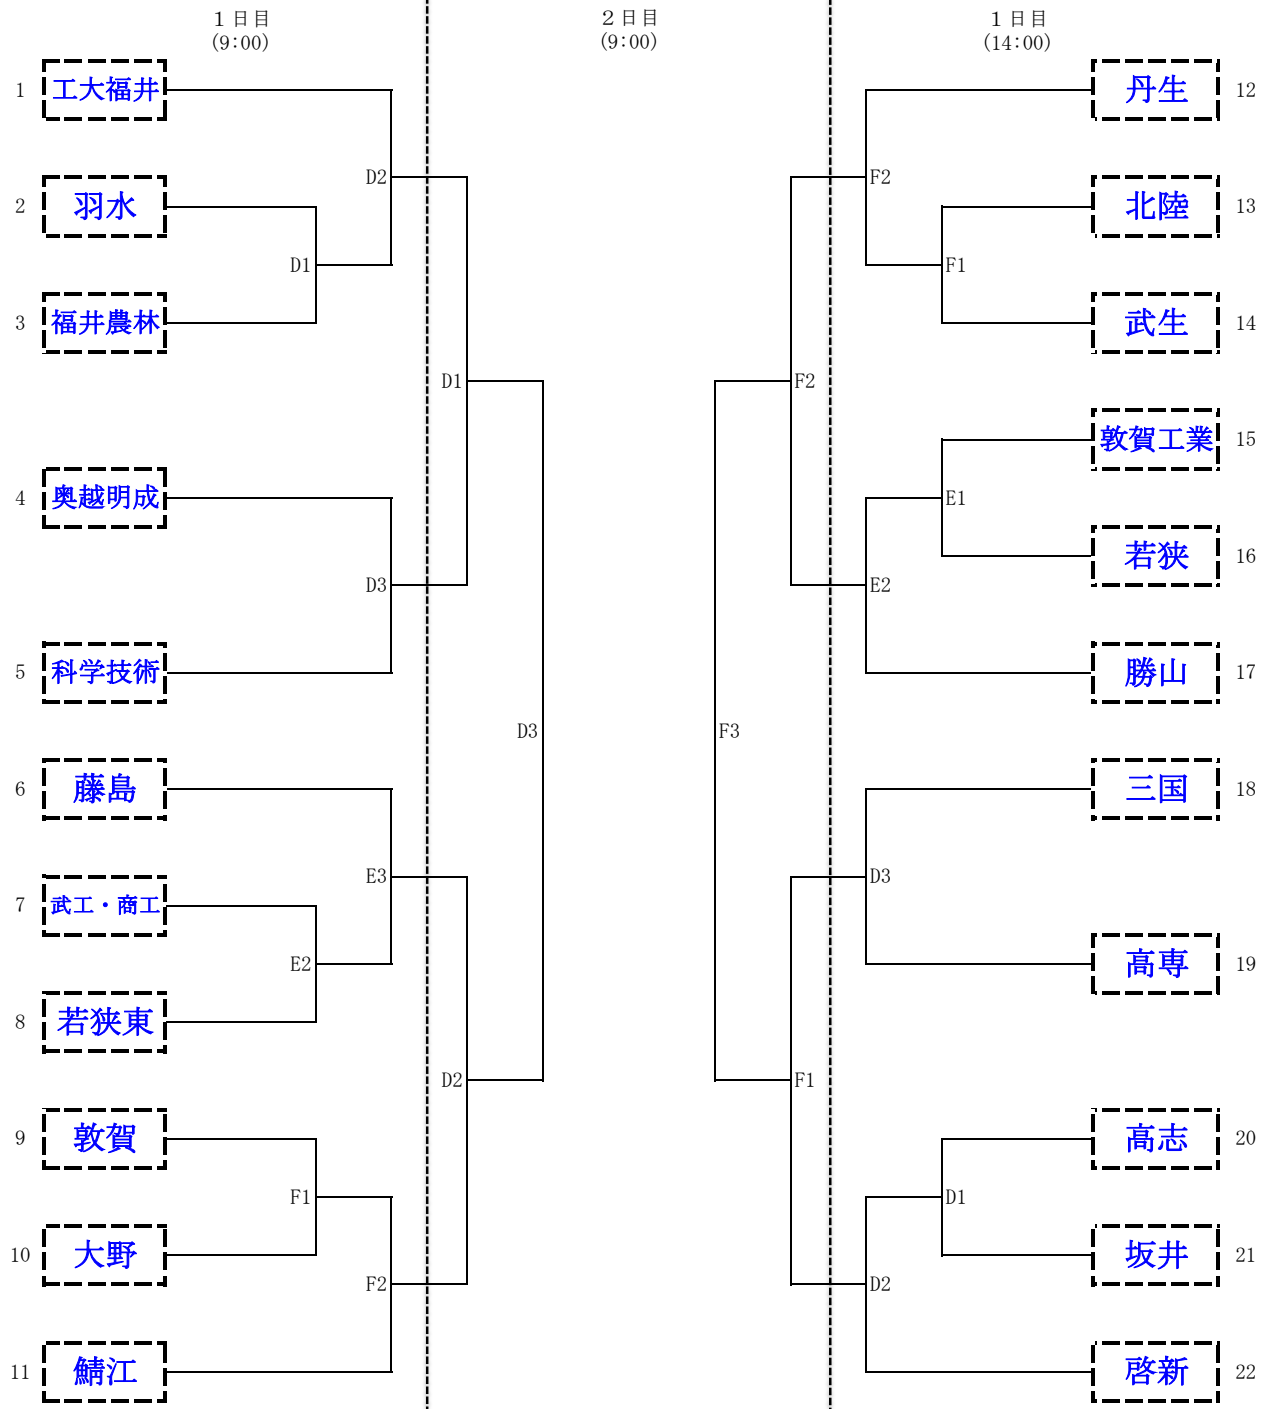 １日目
(9:00)
２日目
(9:00)
１日目
(14:00)
1 工大福井
丹生 12
D2
F2
2 羽水
北陸 13
D1
F1
3 福井農林
武生 14
D1
F2
敦賀工業 15
4 奥越明成
E1
若狭 16
D3
E2
5 科学技術
勝山 17
D3
F3
6 藤島
三国 18
E3
D3
7 武工・商工
E2
高専 19
8 若狭東
D2
F1
9 敦賀
高志 20
F1
D1
10 大野
坂井 21
F2
D2
11 鯖江
啓新 22